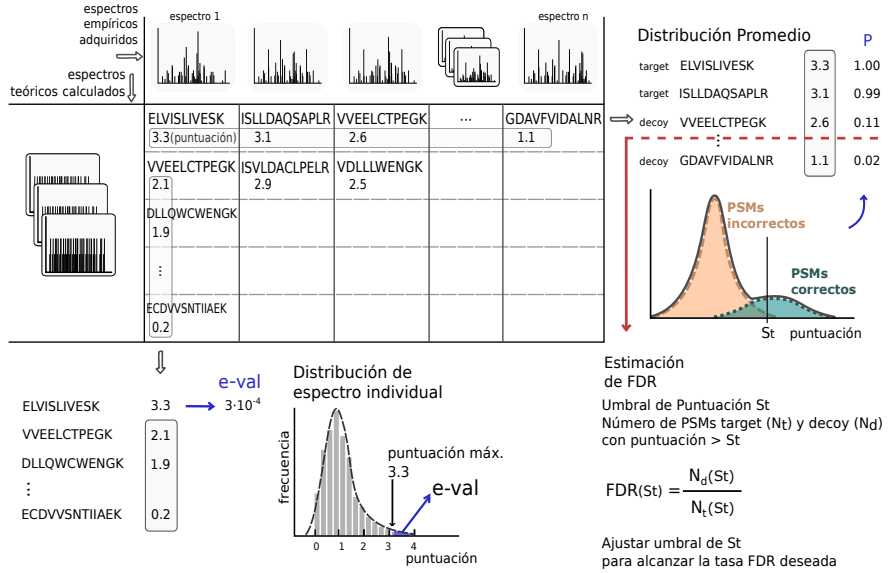 espectros
empíricos
adquiridos
espectro 1
espectro n
espectros
teóricos calculados
ELVISLIVESK
ISLLDAQSAPLR
VVEELCTPEGK
...
GDAVFVIDALNR
3.3(puntuación)
3.1
2.6
1.1
VVEELCTPEGK
ISVLDACLPELR
VDLLLWENGK
2.1
2.9
2.5
DLLQWCWENGK
1.9
...
ECDVVSNTIIAEK
0.2
Distribución Promedio
P
target ELVISLIVESK 3.3 1.00
target ISLLDAQSAPLR 3.1 0.99
decoy VVEELCTPEGK 2.6 0.11
...
decoy GDAVFVIDALNR 1.1 0.02
PSMs
incorrectos
PSMs
correctos
St
puntuación
e-val
ELVISLIVESK 3.3 3·10⁻⁴
VVEELCTPEGK 2.1
DLLQWCWENGK 1.9
...
ECDVVSNTIIAEK 0.2
Distribución de
espectro individual
frecuencia
puntuación máx.
3.3
e-val
0 1 2 3 4
puntuación
Estimación
de FDR
Umbral de Puntuación St
Número de PSMs target (Nt) y decoy (Nd)
con puntuación > St
FDR(St) =
Nd(St)
Nt(St)
Ajustar umbral de St
para alcanzar la tasa FDR deseada